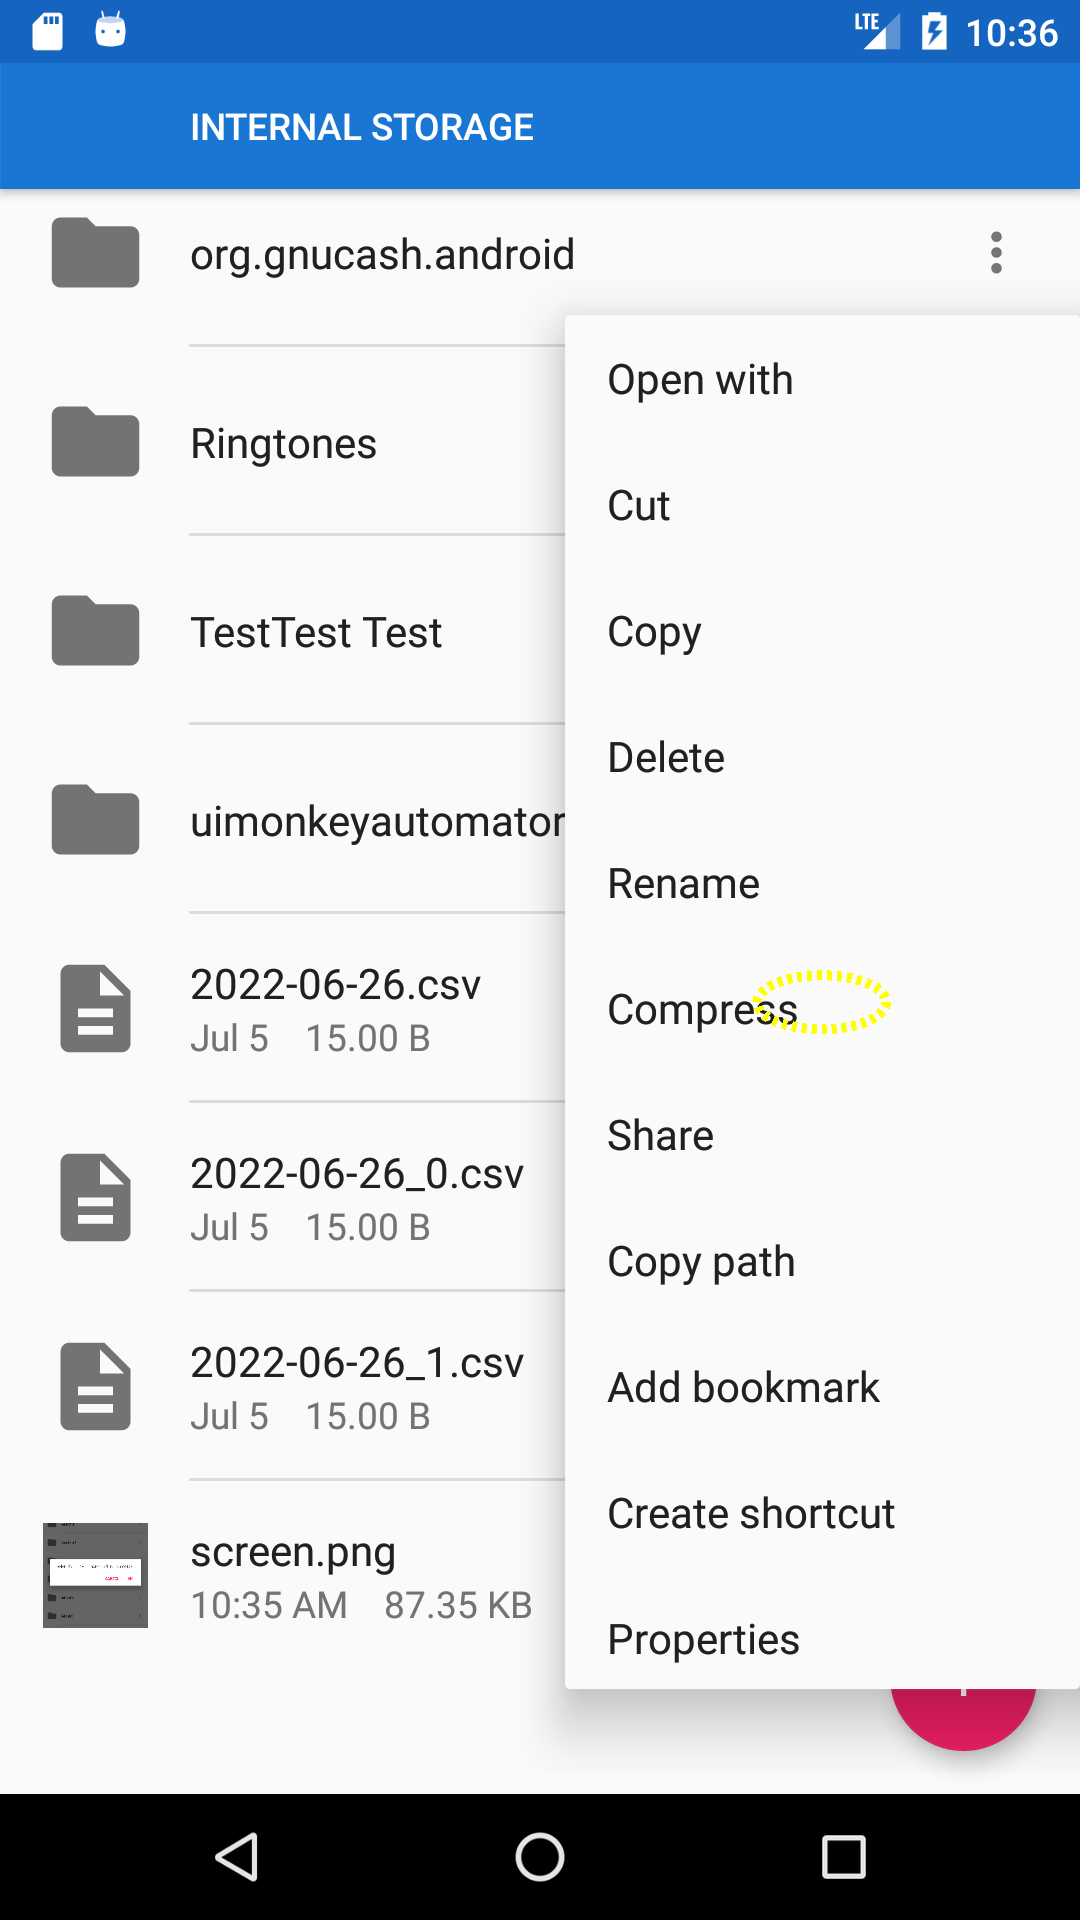 LTE 10:36
INTERNAL STORAGE
org.gnucash.android
Open with
Ringtones
Cut
Copy
TestTest Test
Delete
uimonkeyautomator
Rename
2022-06-26.csv
Jul 5 15.00 B
Compress
Share
2022-06-26_0.csv
Jul 5 15.00 B
Copy path
2022-06-26_1.csv
Jul 5 15.00 B
Add bookmark
Create shortcut
screen.png
10:35 AM 87.35 KB
Properties